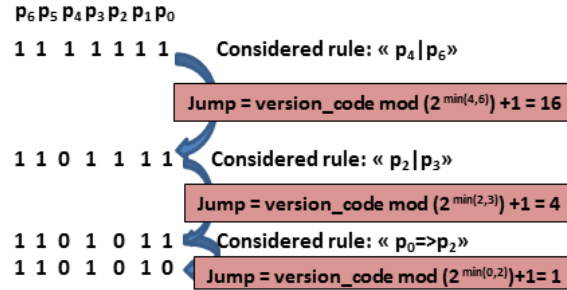 p₆ p₅ p₄ p₃ p₂ p₁ p₀
1 1 1 1 1 1 1 Considered rule: « p₄|p₆»
Jump = version_code mod (2^min(4,6)) +1 = 16
1 1 0 1 1 1 1 Considered rule: « p₂|p₃»
Jump = version_code mod (2^min(2,3)) +1 = 4
1 1 0 1 0 1 1 Considered rule: « p₀=>p₂»
1 1 0 1 0 1 0 Jump = version_code mod (2^min(0,2))+1= 1